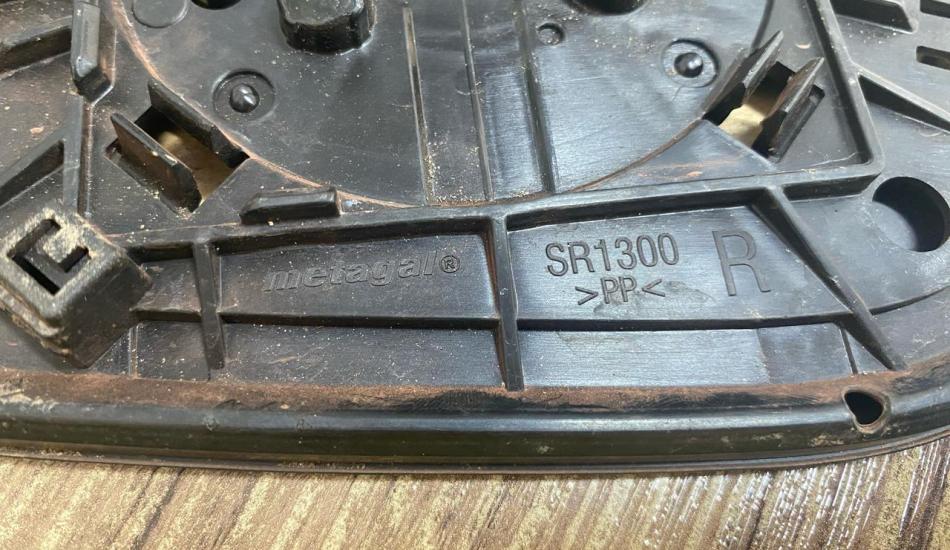 metagal®
SR1300
>PP<
R